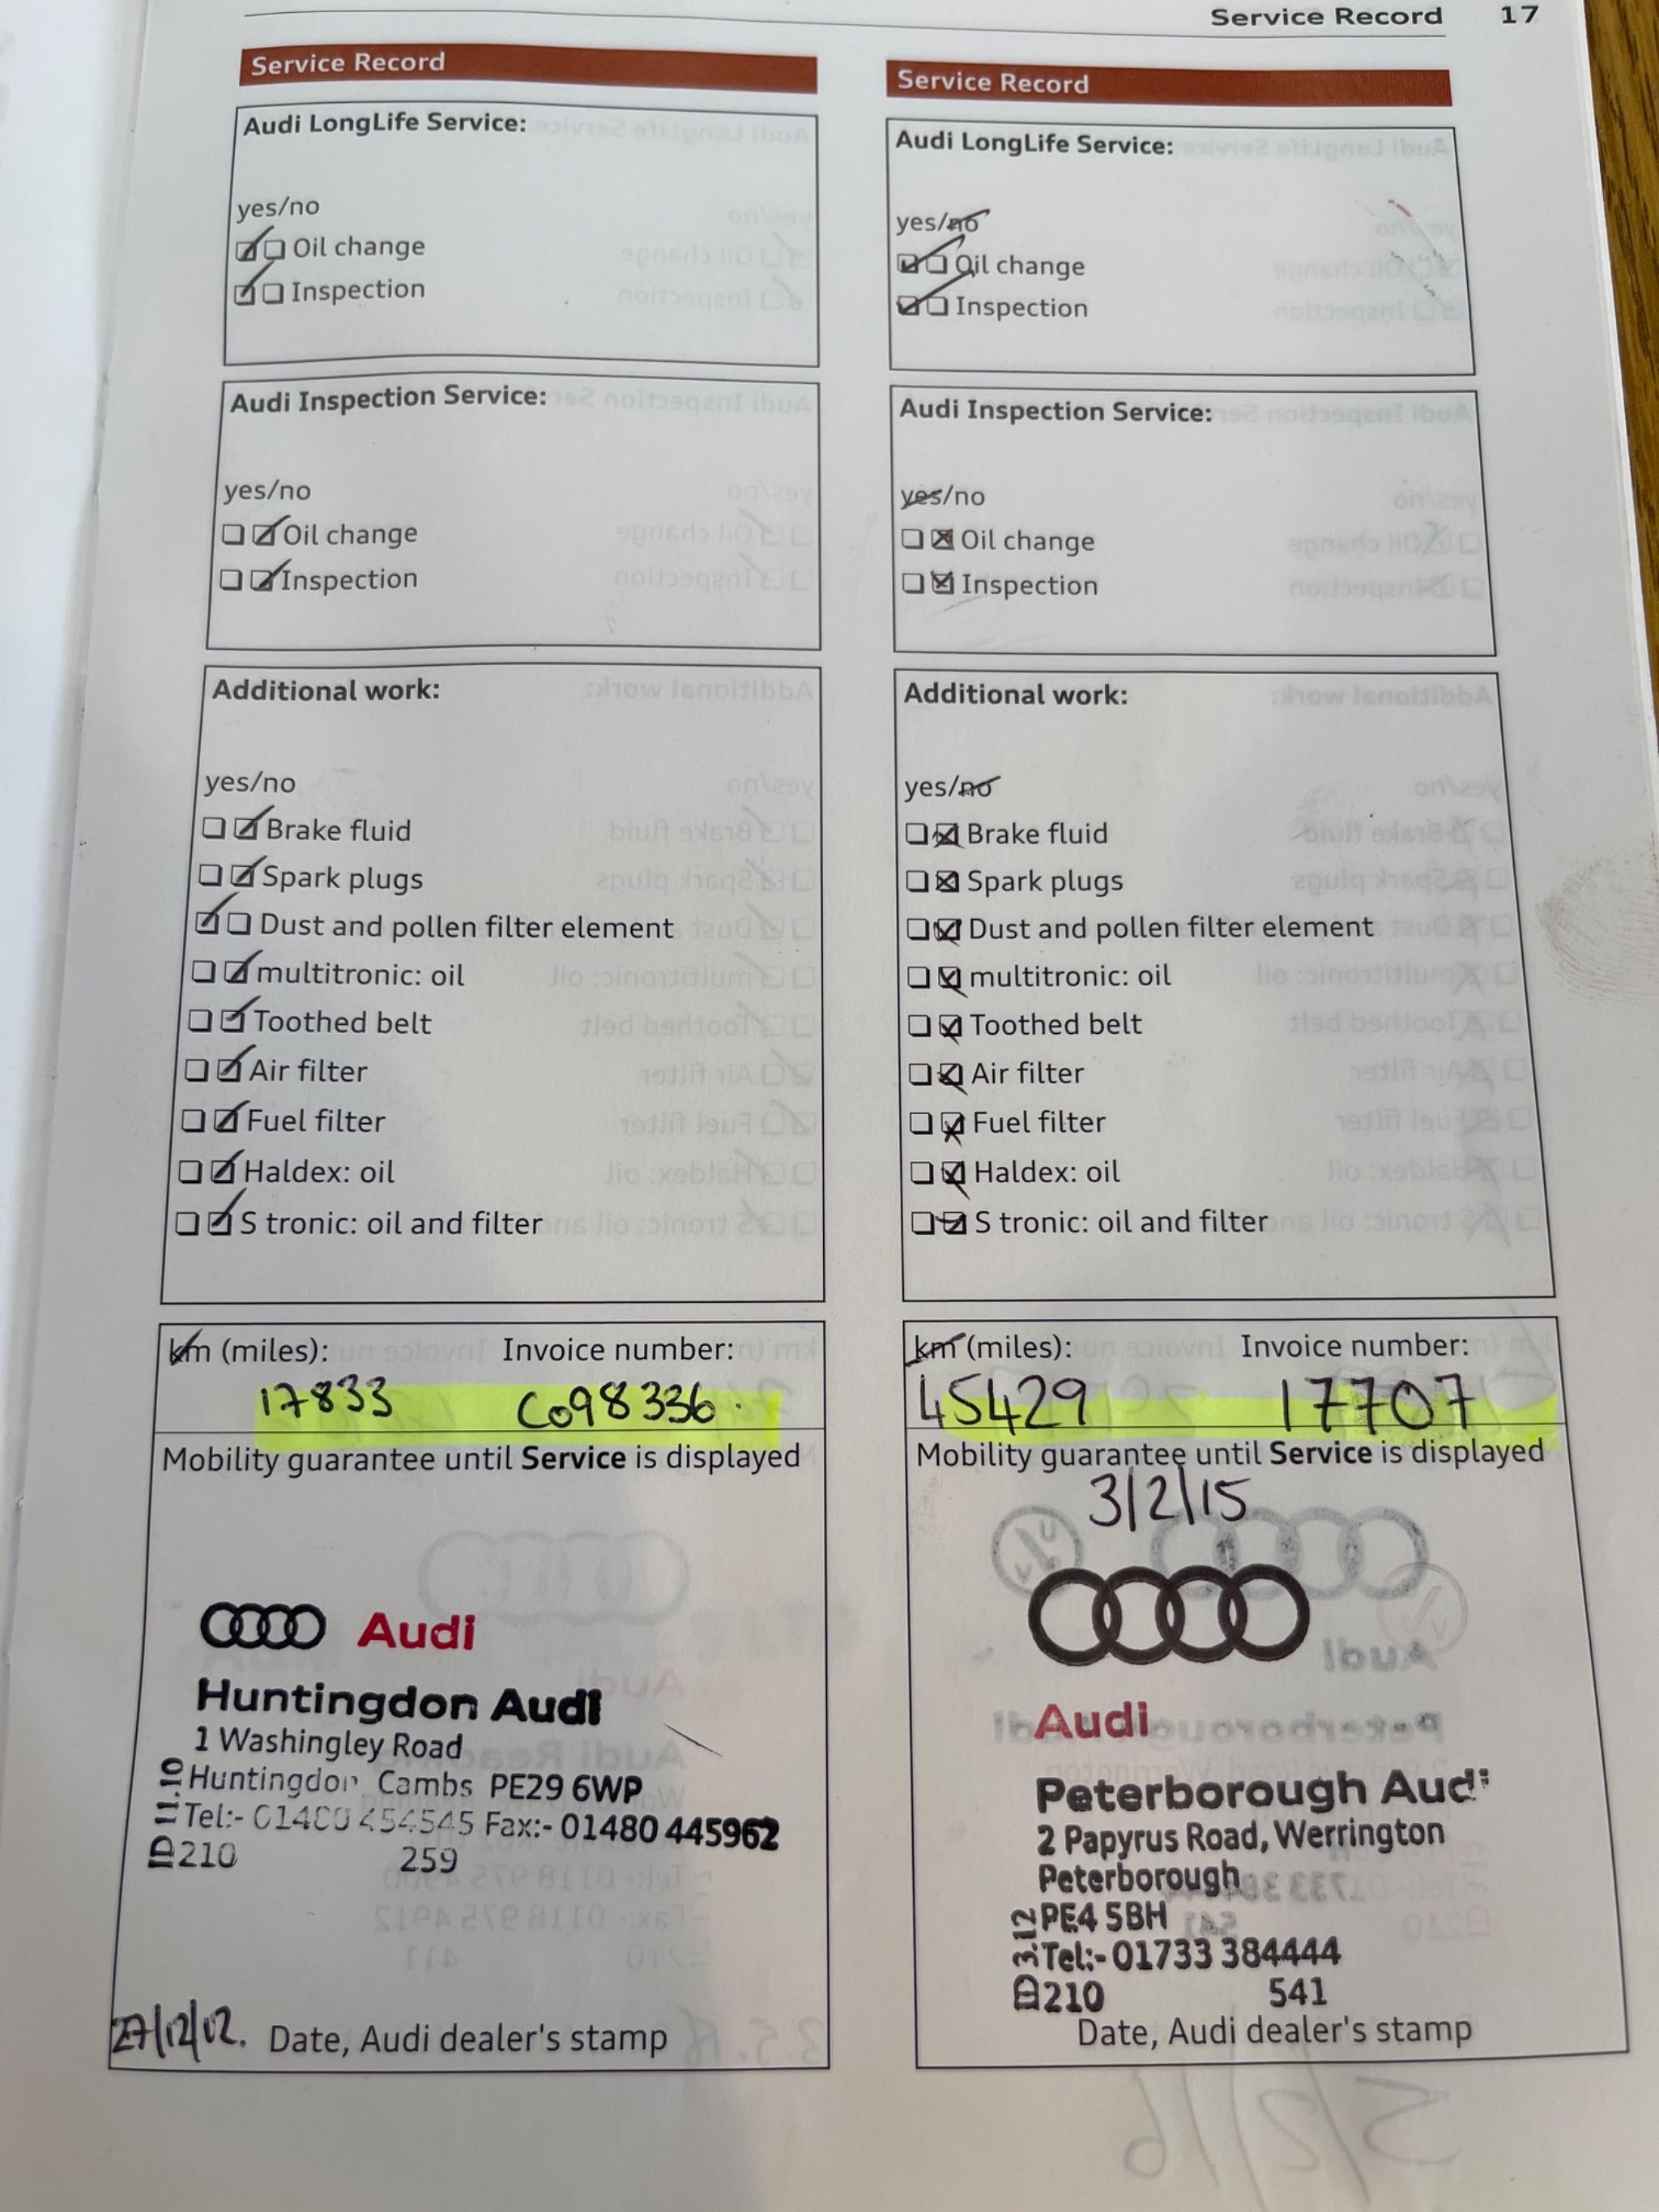 Service Record 17
Service Record
Audi LongLife Service:
yes/no
Oil change
Inspection
Audi Inspection Service:
yes/no
Oil change
Inspection
Additional work:
yes/no
Brake fluid
Spark plugs
Dust and pollen filter element
multitronic: oil
Toothed belt
Air filter
Fuel filter
Haldex: oil
S tronic: oil and filter
km (miles): Invoice number:
17833 C098336.
Mobility guarantee until Service is displayed
Audi
Huntingdon Audi
1 Washingley Road
Huntingdon Cambs PE29 6WP
Tel:- 01480 454545 Fax:- 01480 445962
210 259
11.10
27/12/12. Date, Audi dealer's stamp
Service Record
Audi LongLife Service:
yes/no
Oil change
Inspection
Audi Inspection Service:
yes/no
Oil change
Inspection
Additional work:
yes/no
Brake fluid
Spark plugs
Dust and pollen filter element
multitronic: oil
Toothed belt
Air filter
Fuel filter
Haldex: oil
S tronic: oil and filter
km (miles): Invoice number:
45429 17707
Mobility guarantee until Service is displayed
3/2/15
Audi
Peterborough Audi
2 Papyrus Road, Werrington
Peterborough
PE4 5BH
Tel:- 01733 384444
210 541
3 12
Date, Audi dealer's stamp